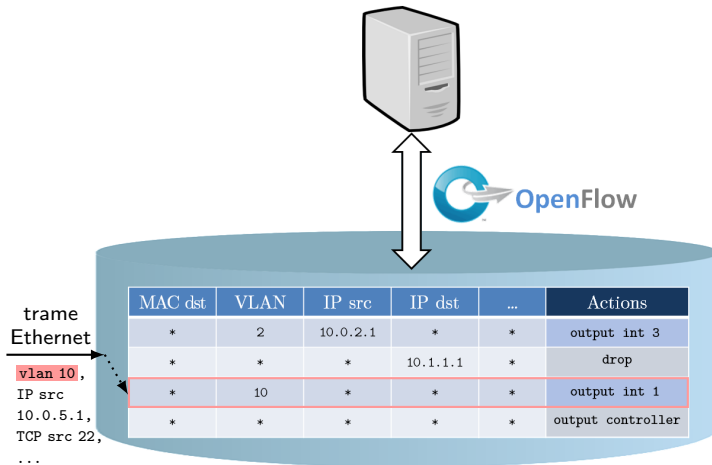 OpenFlow
MAC dst VLAN IP src IP dst ... Actions
* 2 10.0.2.1 * * output int 3
* * * 10.1.1.1 * drop
* 10 * * * output int 1
* * * * * output controller
trame
Ethernet
vlan 10,
IP src
10.0.5.1,
TCP src 22,
...